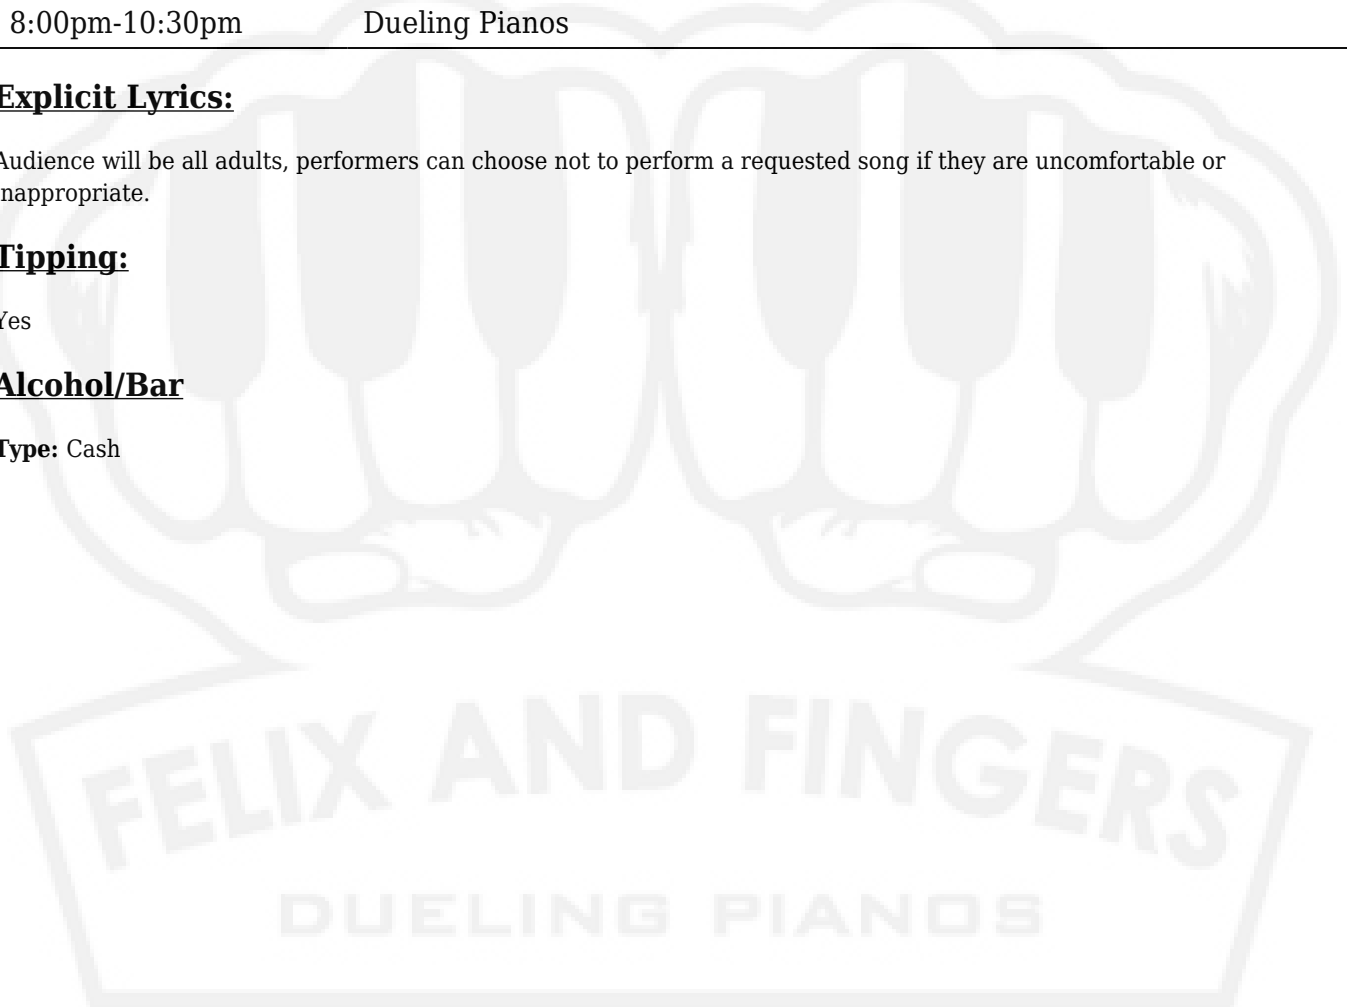 8:00pm-10:30pm Dueling Pianos
Explicit Lyrics:
Audience will be all adults, performers can choose not to perform a requested song if they are uncomfortable or
inappropriate.
Tipping:
Yes
Alcohol/Bar
Type: Cash
FELIX AND FINGERS
DUELING PIANOS